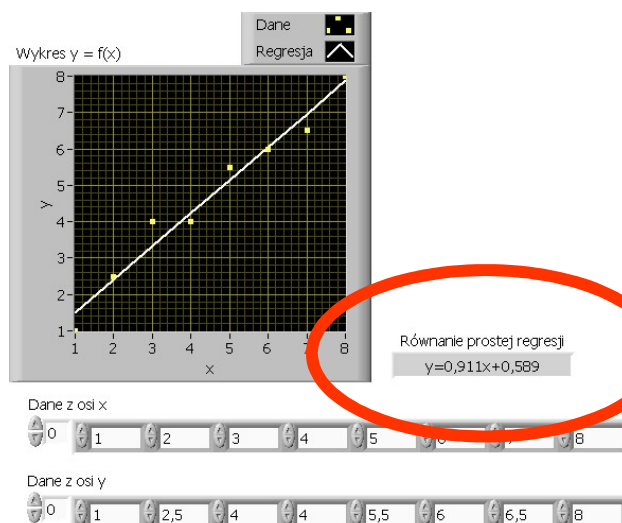 Dane
Regresja
Wykres y = f(x)
8
7
6
5
4
3
2
1
y
1 2 3 4 5 6 7 8
x
Równanie prostej regresji
y=0,911x+0,589
Dane z osi x
0 1 2 3 4 5 6 7 8
Dane z osi y
0 1 2,5 4 4 5,5 6 6,5 8